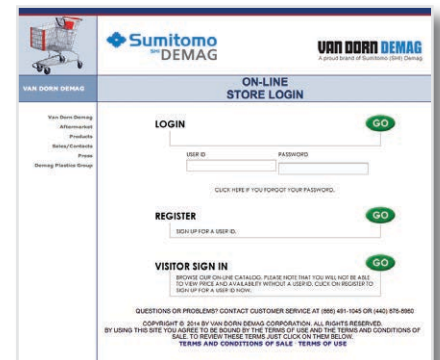 Sumitomo
SHI DEMAG
VAN DORN DEMAG
A proud brand of Sumitomo (SHI) Demag
VAN DORN DEMAG
ON-LINE
STORE LOGIN
Van Dorn Demag
Aftermarket
Products
Sales/Contacts
Press
Demag Plastics Group
LOGIN
GO
USER ID
PASSWORD
CLICK HERE IF YOU FORGOT YOUR PASSWORD.
REGISTER
GO
SIGN UP FOR A USER ID.
VISITOR SIGN IN
GO
BROWSE OUR ON-LINE CATALOG. PLEASE NOTE THAT YOU WILL NOT BE ABLE
TO VIEW PRICE AND AVAILABILITY WITHOUT A USER ID. CLICK ON REGISTER TO
SIGN UP FOR A USER ID NOW.
QUESTIONS OR PROBLEMS? CONTACT CUSTOMER SERVICE AT (866) 491-1045 OR (440) 876-8960
COPYRIGHT © 2014 BY VAN DORN DEMAG CORPORATION. ALL RIGHTS RESERVED.
BY USING THIS SITE YOU AGREE TO BE BOUND BY THE TERMS OF USE AND THE TERMS AND CONDITIONS OF
SALE. TO REVIEW THESE TERMS JUST CLICK ON THEM BELOW.
TERMS AND CONDITIONS OF SALE - TERMS OF USE